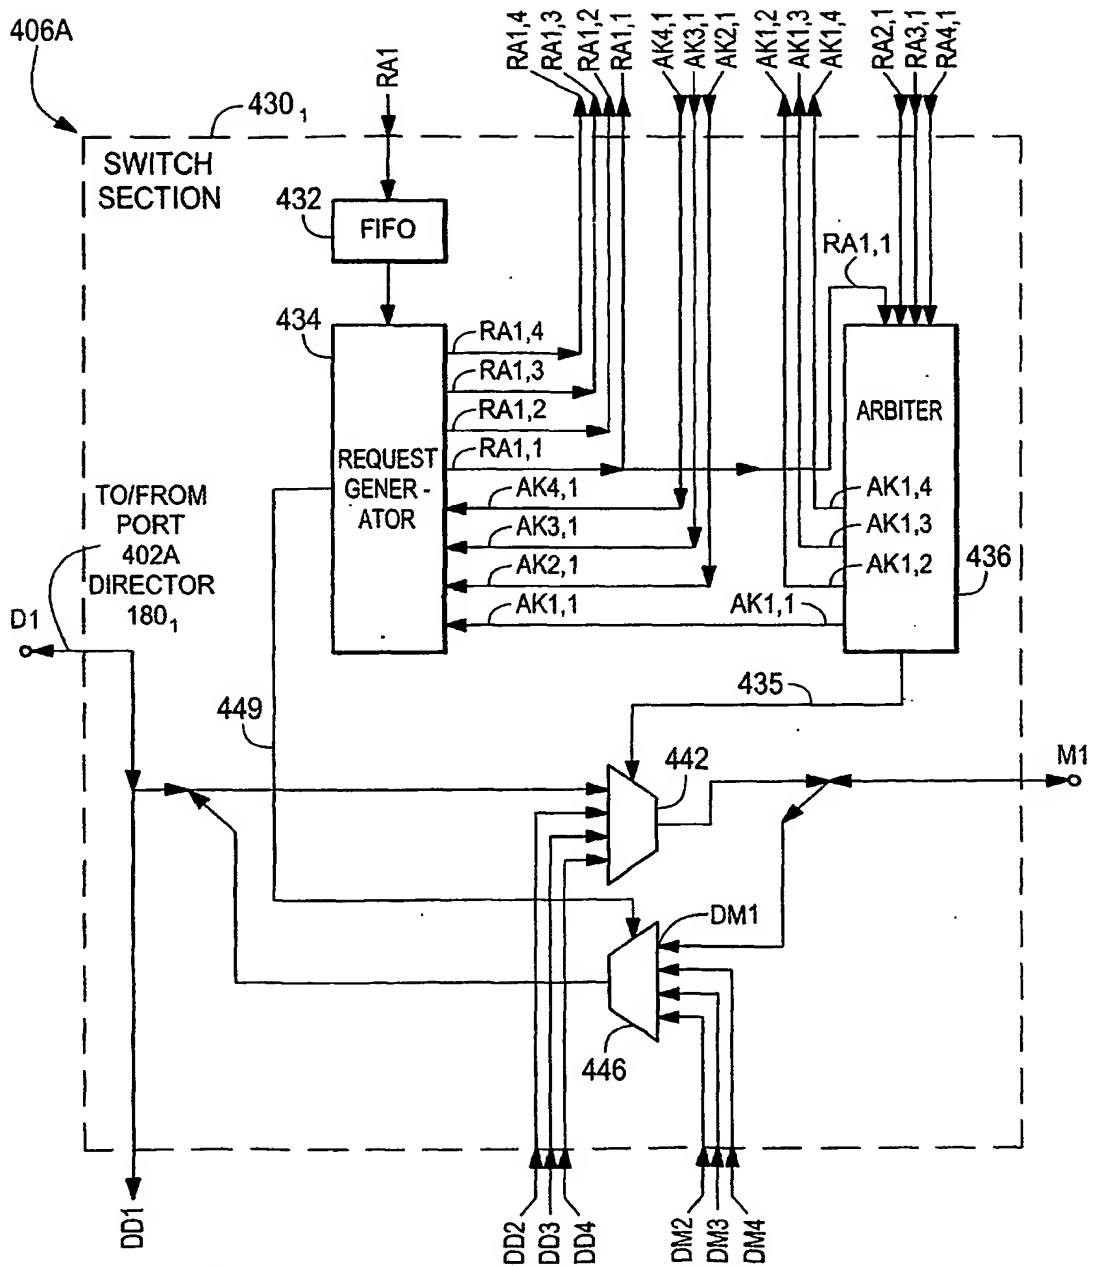 406A
430₁
RA1
RA1,4
RA1,3
RA1,2
RA1,1
AK4,1
AK3,1
AK2,1
AK1,2
AK1,3
AK1,4
RA2,1
RA3,1
RA4,1
SWITCH
SECTION
432
FIFO
RA1,1
434
RA1,4
RA1,3
RA1,2
RA1,1
REQUEST
GENER -
ATOR
ARBITER
AK4,1
AK3,1
AK2,1
AK1,1
AK1,4
AK1,3
AK1,2
AK1,1
436
TO/FROM
PORT
402A
DIRECTOR
180₁
D1
449
435
442
M1
DM1
446
DD1
DD2
DD3
DD4
DM2
DM3
DM4